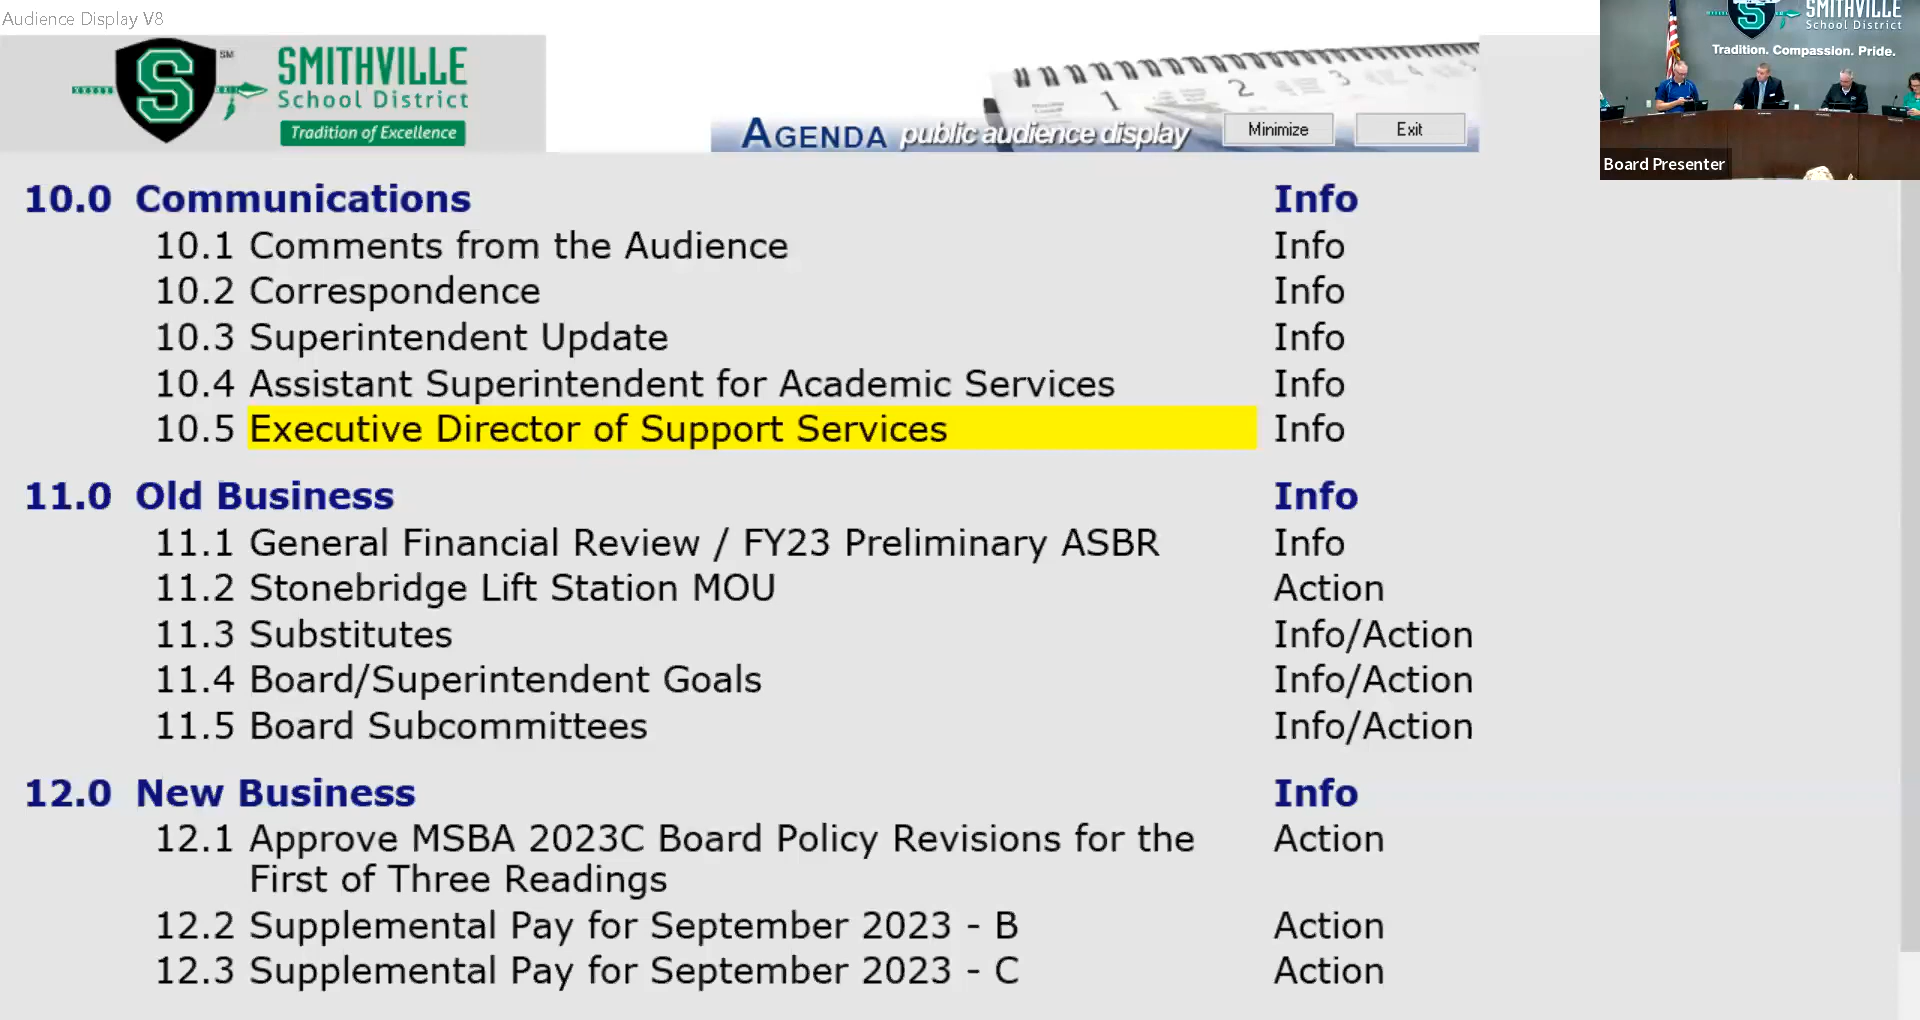 Audience Display V8
S
SM
SMITHVILLE
School District
Tradition of Excellence
1 2 3 4 5
AGENDA public audience display
Minimize
Exit
S
SMITHVILLE
School District
Tradition. Compassion. Pride.
Board Presenter
10.0 Communications Info
10.1 Comments from the Audience Info
10.2 Correspondence Info
10.3 Superintendent Update Info
10.4 Assistant Superintendent for Academic Services Info
10.5 Executive Director of Support Services Info
11.0 Old Business Info
11.1 General Financial Review / FY23 Preliminary ASBR Info
11.2 Stonebridge Lift Station MOU Action
11.3 Substitutes Info/Action
11.4 Board/Superintendent Goals Info/Action
11.5 Board Subcommittees Info/Action
12.0 New Business Info
12.1 Approve MSBA 2023C Board Policy Revisions for the Action
First of Three Readings
12.2 Supplemental Pay for September 2023 - B Action
12.3 Supplemental Pay for September 2023 - C Action